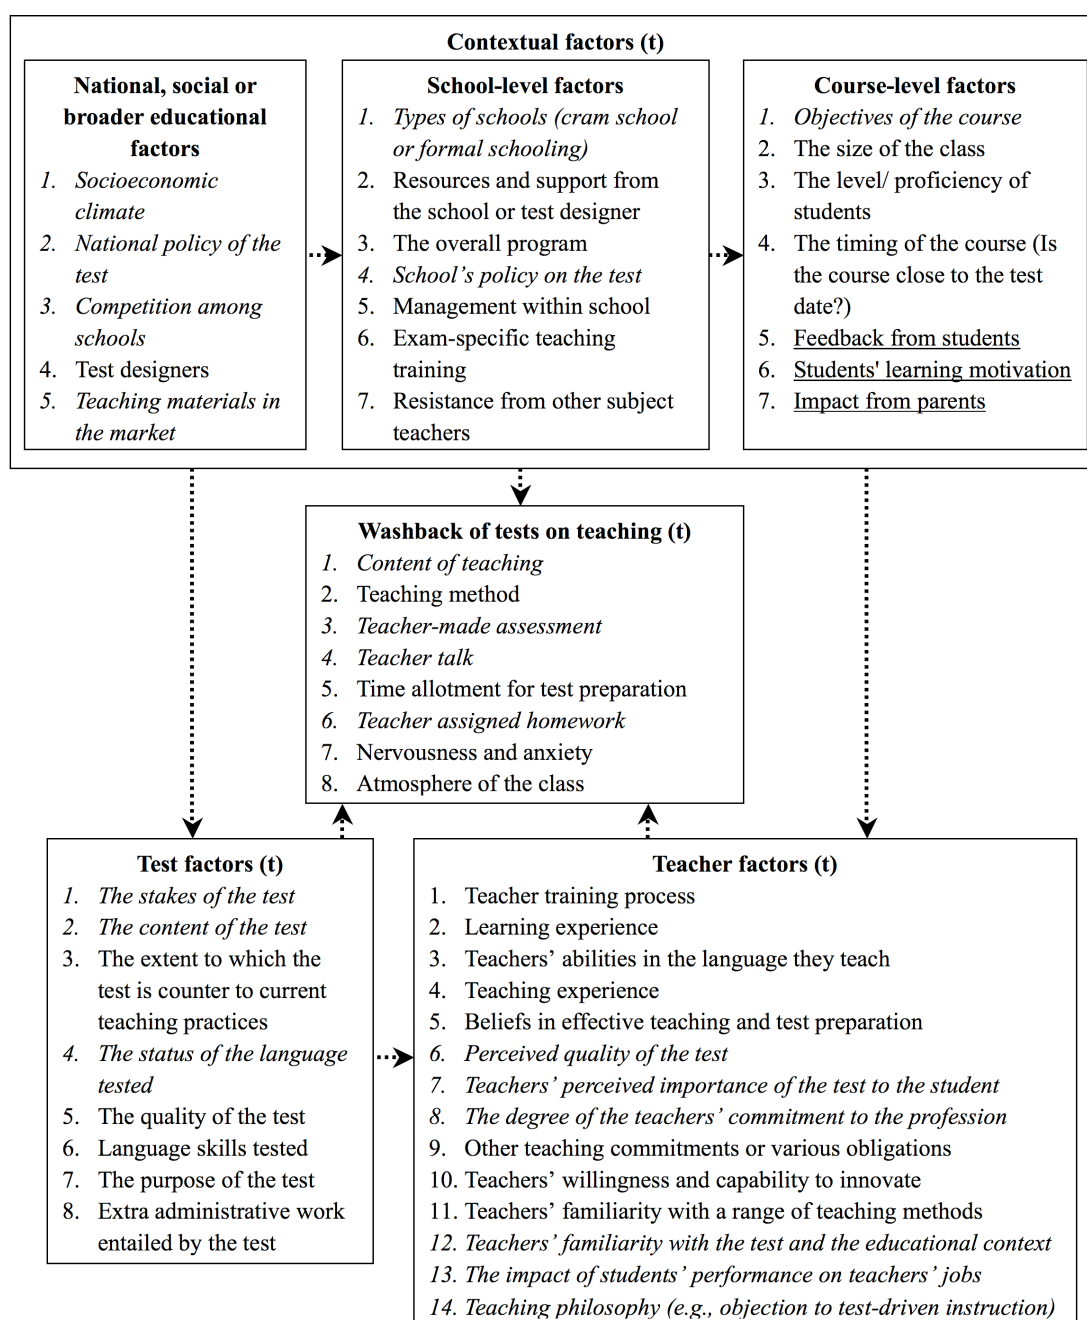 Contextual factors (t)
National, social or
broader educational
factors
1. Socioeconomic
climate
2. National policy of the
test
3. Competition among
schools
4. Test designers
5. Teaching materials in
the market
School-level factors
1. Types of schools (cram school
or formal schooling)
2. Resources and support from
the school or test designer
3. The overall program
4. School’s policy on the test
5. Management within school
6. Exam-specific teaching
training
7. Resistance from other subject
teachers
Course-level factors
1. Objectives of the course
2. The size of the class
3. The level/ proficiency of
students
4. The timing of the course (Is
the course close to the test
date?)
5. Feedback from students
6. Students' learning motivation
7. Impact from parents
Washback of tests on teaching (t)
1. Content of teaching
2. Teaching method
3. Teacher-made assessment
4. Teacher talk
5. Time allotment for test preparation
6. Teacher assigned homework
7. Nervousness and anxiety
8. Atmosphere of the class
Test factors (t)
1. The stakes of the test
2. The content of the test
3. The extent to which the
test is counter to current
teaching practices
4. The status of the language
tested
5. The quality of the test
6. Language skills tested
7. The purpose of the test
8. Extra administrative work
entailed by the test
Teacher factors (t)
1. Teacher training process
2. Learning experience
3. Teachers’ abilities in the language they teach
4. Teaching experience
5. Beliefs in effective teaching and test preparation
6. Perceived quality of the test
7. Teachers’ perceived importance of the test to the student
8. The degree of the teachers’ commitment to the profession
9. Other teaching commitments or various obligations
10. Teachers’ willingness and capability to innovate
11. Teachers’ familiarity with a range of teaching methods
12. Teachers’ familiarity with the test and the educational context
13. The impact of students’ performance on teachers’ jobs
14. Teaching philosophy (e.g., objection to test-driven instruction)